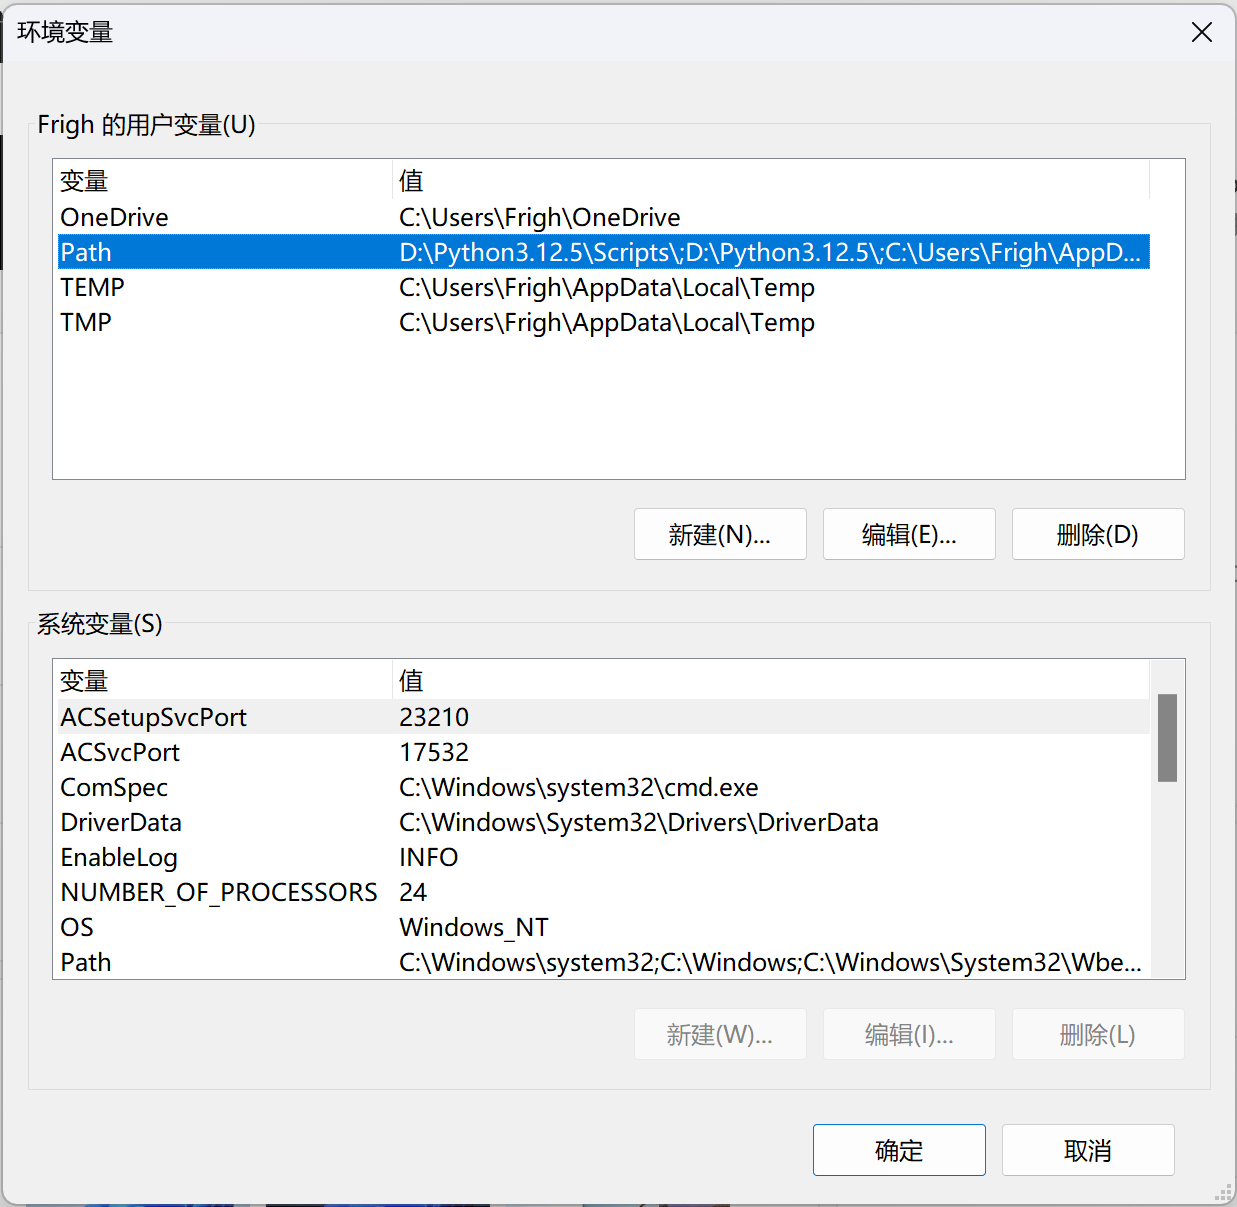 环境变量
Frigh 的用户变量(U)
变量 值
OneDrive C:\Users\Frigh\OneDrive
Path D:\Python3.12.5\Scripts\;D:\Python3.12.5\;C:\Users\Frigh\AppD...
TEMP C:\Users\Frigh\AppData\Local\Temp
TMP C:\Users\Frigh\AppData\Local\Temp
新建(N)... 编辑(E)... 删除(D)
系统变量(S)
变量 值
ACSetupSvcPort 23210
ACSvcPort 17532
ComSpec C:\Windows\system32\cmd.exe
DriverData C:\Windows\System32\Drivers\DriverData
EnableLog INFO
NUMBER_OF_PROCESSORS 24
OS Windows_NT
Path C:\Windows\system32;C:\Windows;C:\Windows\System32\Wbe...
新建(W)... 编辑(I)... 删除(L)
确定 取消